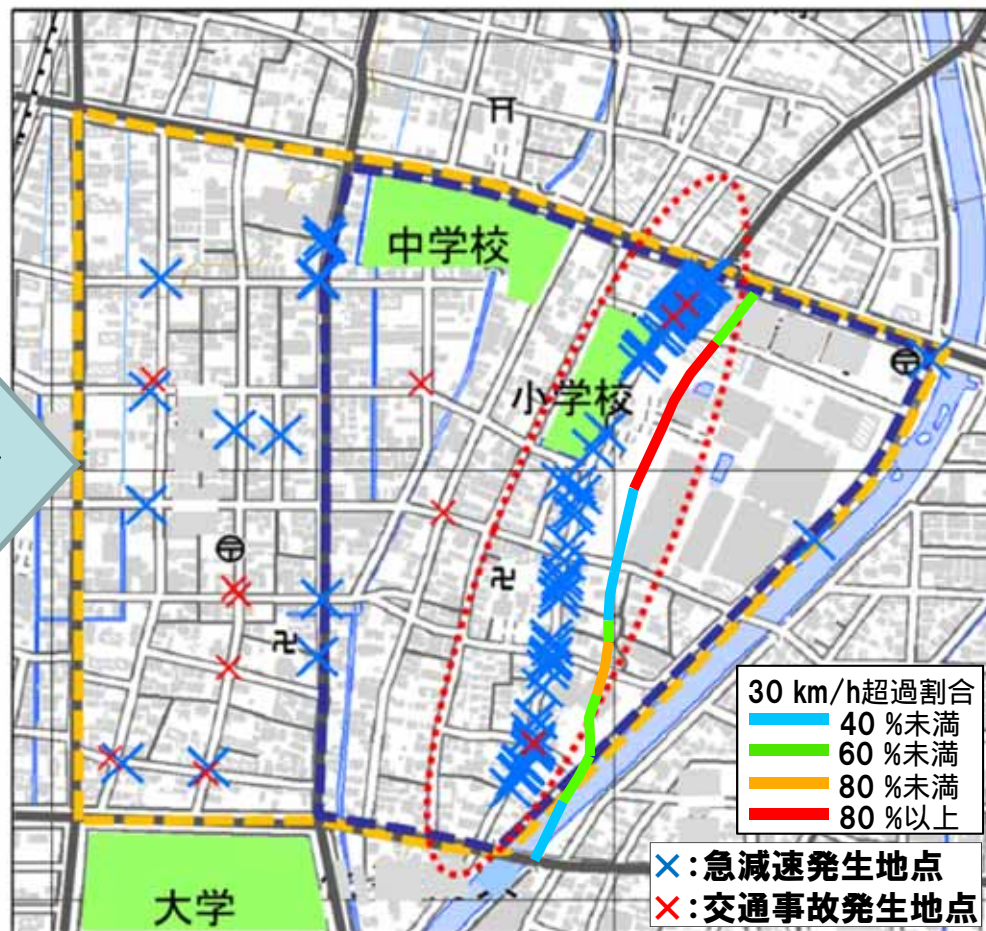 中学校
小学校
大学
30 km/h超過割合
40 %未満
60 %未満
80 %未満
80 %以上
×:急減速発生地点
×:交通事故発生地点